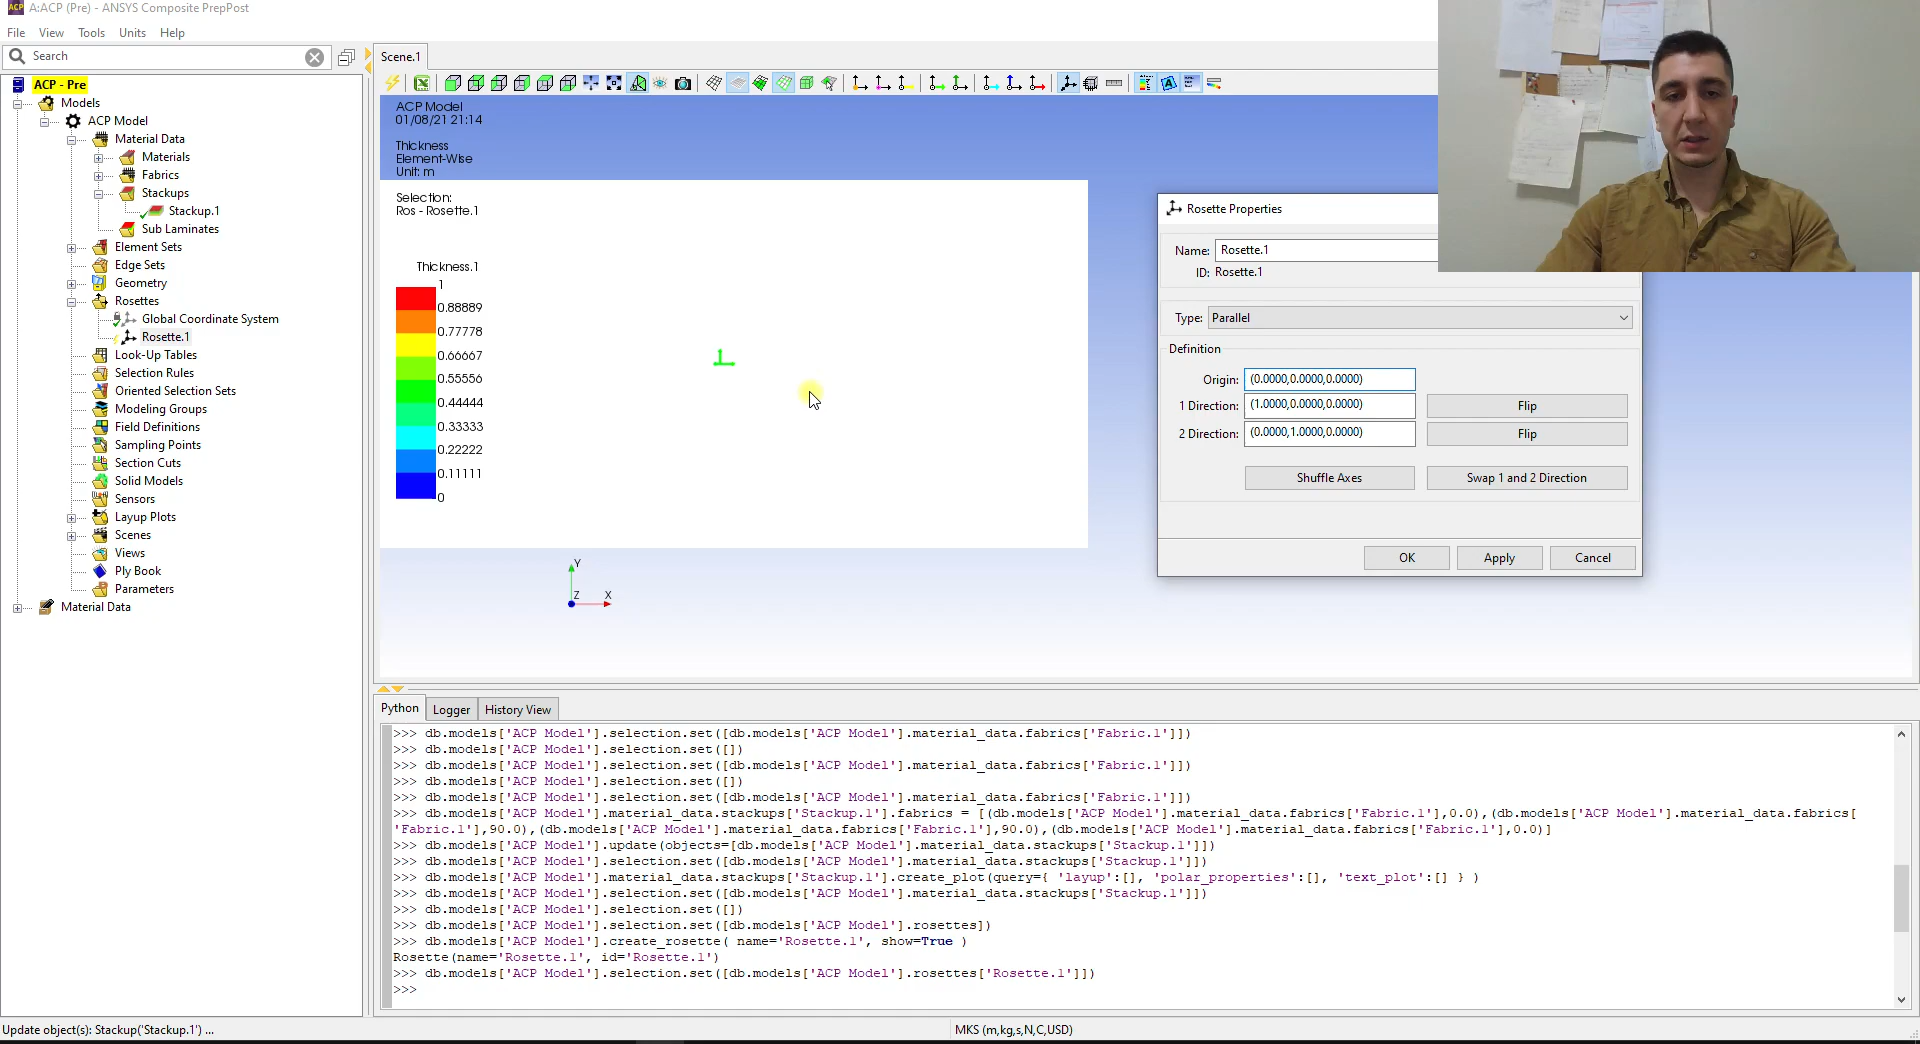 A:ACP (Pre) - ANSYS Composite PrepPost
File View Tools Units Help
Search
ACP - Pre
Models
ACP Model
Material Data
Materials
Fabrics
Stackups
Stackup.1
Sub Laminates
Element Sets
Edge Sets
Geometry
Rosettes
Global Coordinate System
Rosette.1
Look-Up Tables
Selection Rules
Oriented Selection Sets
Modeling Groups
Field Definitions
Sampling Points
Section Cuts
Solid Models
Sensors
Layup Plots
Scenes
Views
Ply Book
Parameters
Material Data
Scene.1
ACP Model
01/08/21 21:14
Thickness
Element-Wise
Unit: m
Selection:
Ros - Rosette.1
Thickness.1
1
0.88889
0.77778
0.66667
0.55556
0.44444
0.33333
0.22222
0.11111
0
Y
Z X
Rosette Properties
Name: Rosette.1
ID: Rosette.1
Type: Parallel
Definition
Origin: (0.0000,0.0000,0.0000)
1 Direction: (1.0000,0.0000,0.0000) Flip
2 Direction: (0.0000,1.0000,0.0000) Flip
Shuffle Axes Swap 1 and 2 Direction
OK Apply Cancel
Python Logger History View
>>> db.models['ACP Model'].selection.set([db.models['ACP Model'].material_data.fabrics['Fabric.1']])
>>> db.models['ACP Model'].selection.set([])
>>> db.models['ACP Model'].selection.set([db.models['ACP Model'].material_data.fabrics['Fabric.1']])
>>> db.models['ACP Model'].selection.set([])
>>> db.models['ACP Model'].selection.set([db.models['ACP Model'].material_data.fabrics['Fabric.1']])
>>> db.models['ACP Model'].material_data.stackups['Stackup.1'].fabrics = [(db.models['ACP Model'].material_data.fabrics['Fabric.1'],0.0),(db.models['ACP Model'].material_data.fabrics[
'Fabric.1'],90.0),(db.models['ACP Model'].material_data.fabrics['Fabric.1'],90.0),(db.models['ACP Model'].material_data.fabrics['Fabric.1'],0.0)]
>>> db.models['ACP Model'].update(objects=[db.models['ACP Model'].material_data.stackups['Stackup.1']])
>>> db.models['ACP Model'].selection.set([db.models['ACP Model'].material_data.stackups['Stackup.1']])
>>> db.models['ACP Model'].material_data.stackups['Stackup.1'].create_plot(query={ 'layup':[], 'polar_properties':[], 'text_plot':[] } )
>>> db.models['ACP Model'].selection.set([db.models['ACP Model'].material_data.stackups['Stackup.1']])
>>> db.models['ACP Model'].selection.set([])
>>> db.models['ACP Model'].selection.set([db.models['ACP Model'].rosettes])
>>> db.models['ACP Model'].create_rosette( name='Rosette.1', show=True )
Rosette(name='Rosette.1', id='Rosette.1')
>>> db.models['ACP Model'].selection.set([db.models['ACP Model'].rosettes['Rosette.1']])
>>>
Update object(s): Stackup('Stackup.1') ...
MKS (m,kg,s,N,C,USD)